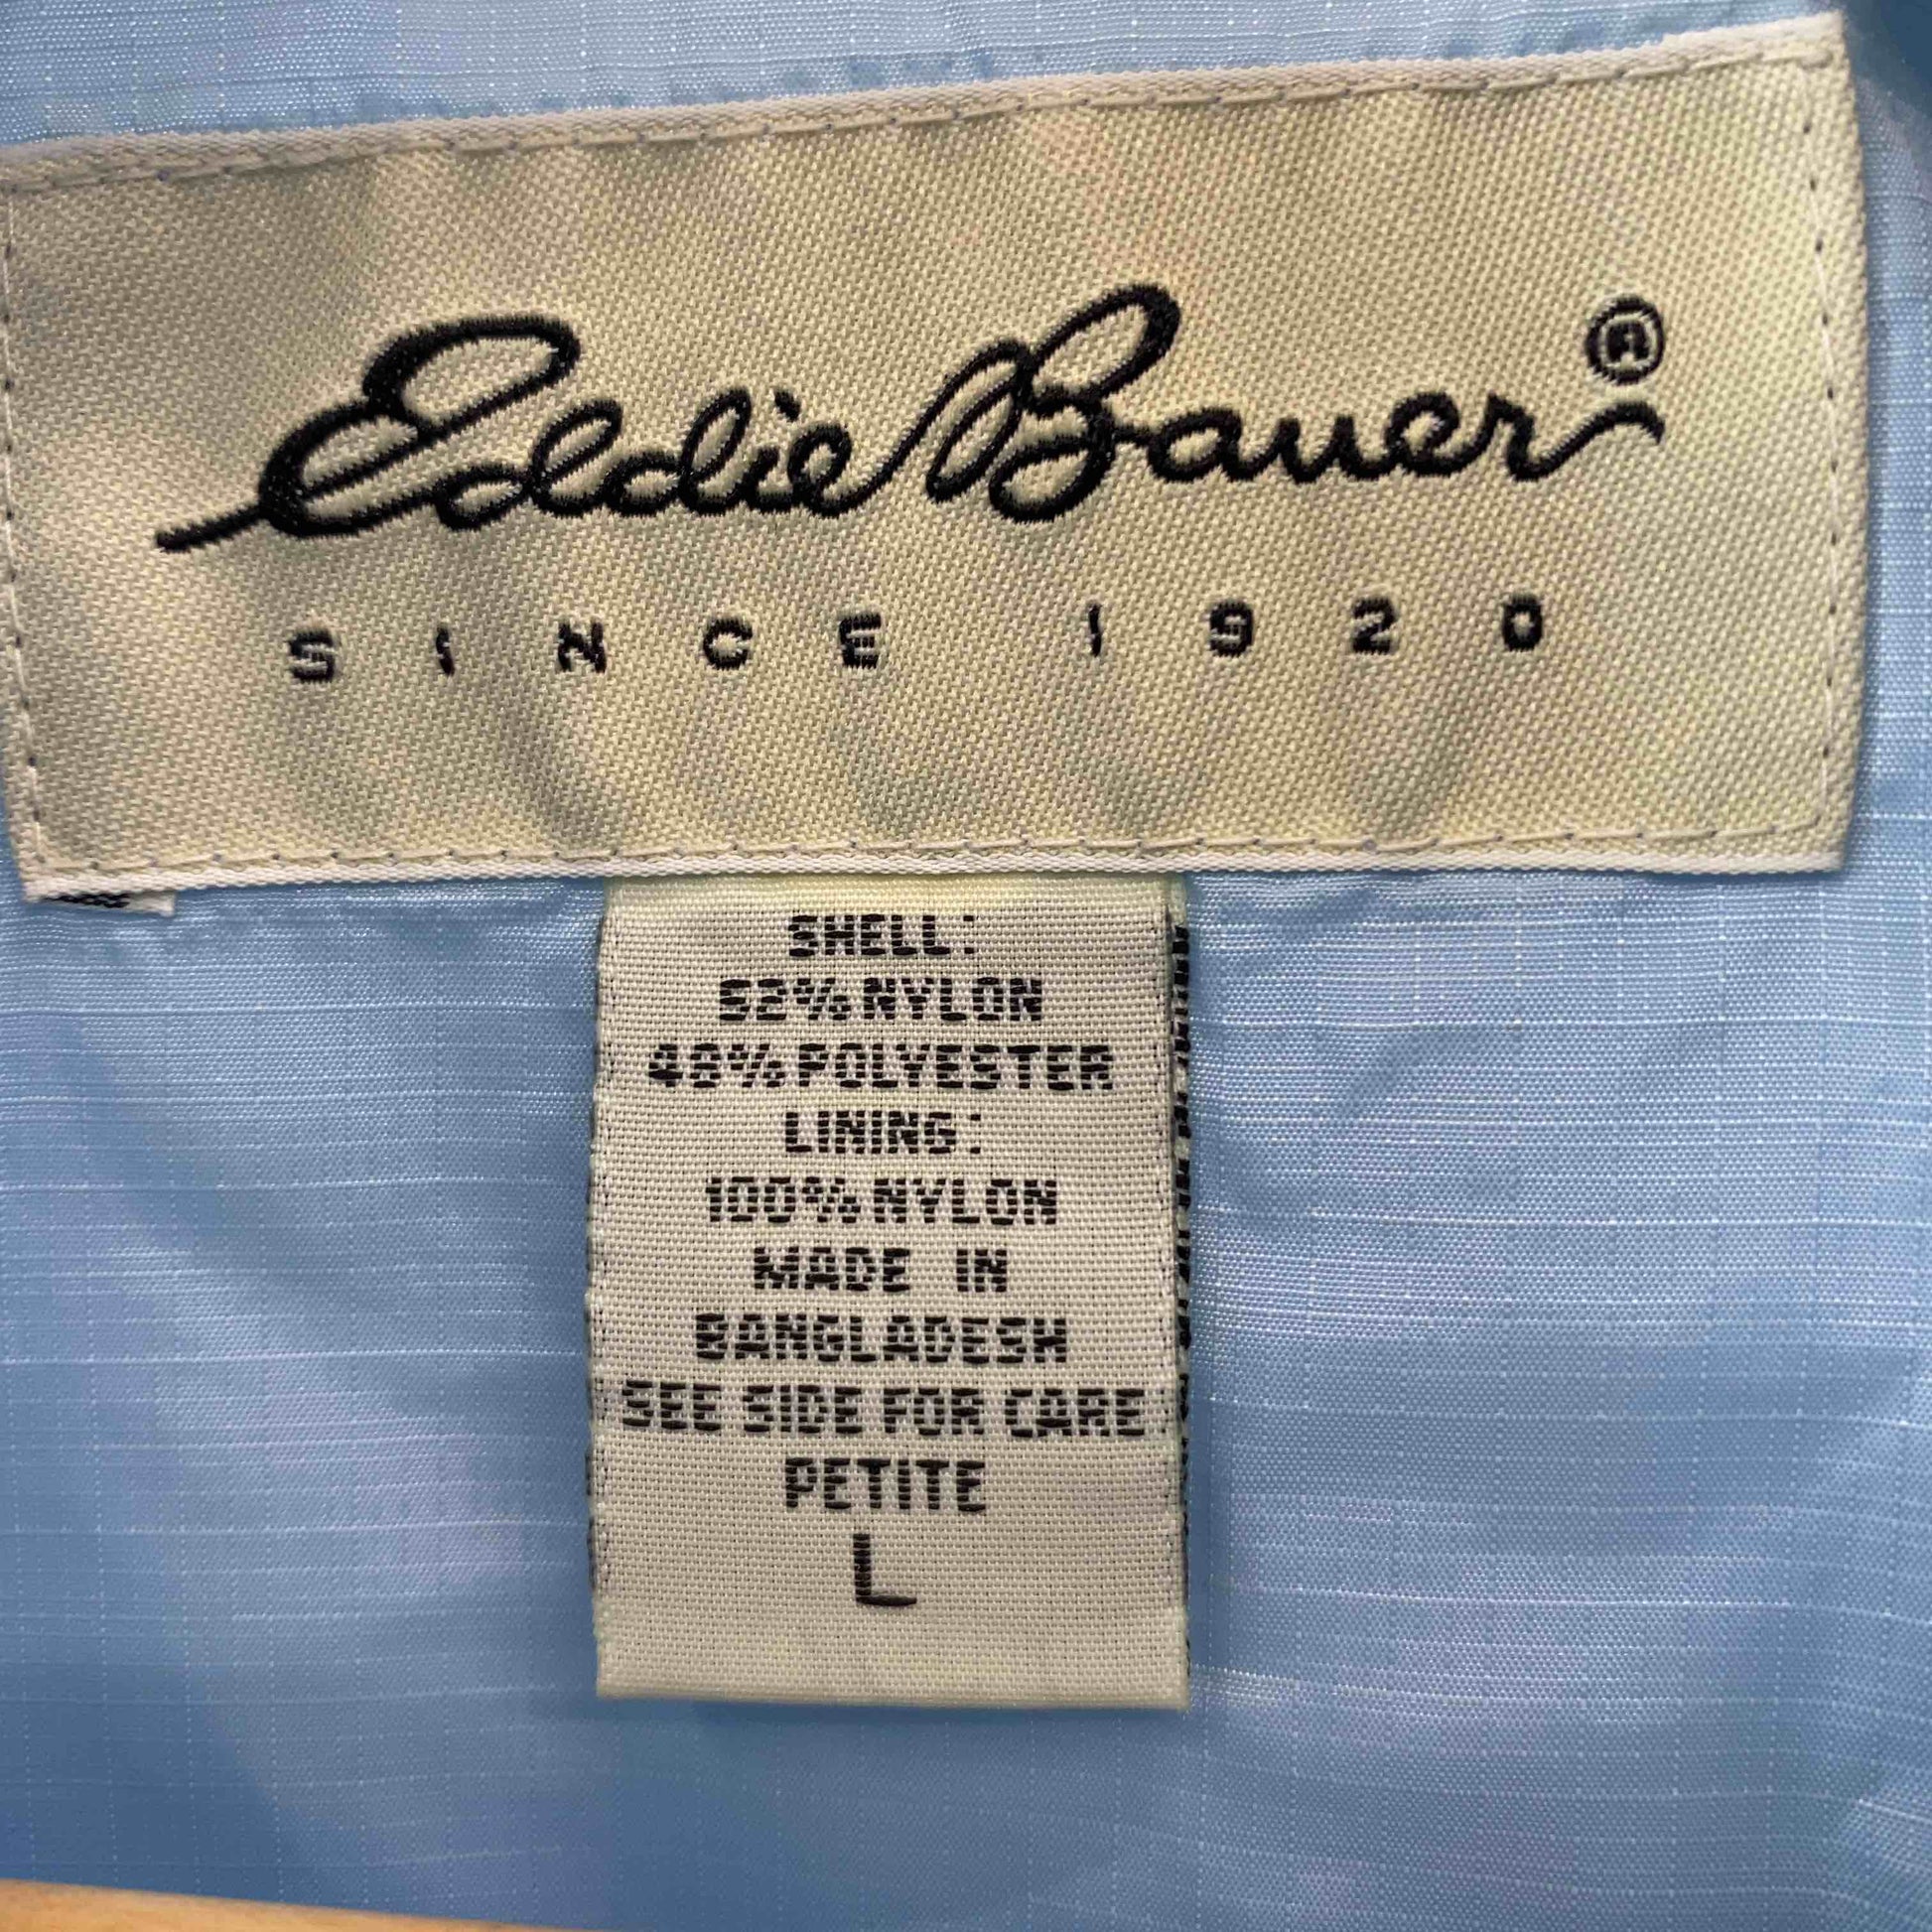 Eddie Bauer®
SINCE 1920
SHELL:
52% NYLON
48% POLYESTER
LINING:
100% NYLON
MADE IN
BANGLADESH
SEE SIDE FOR CARE
PETITE
L